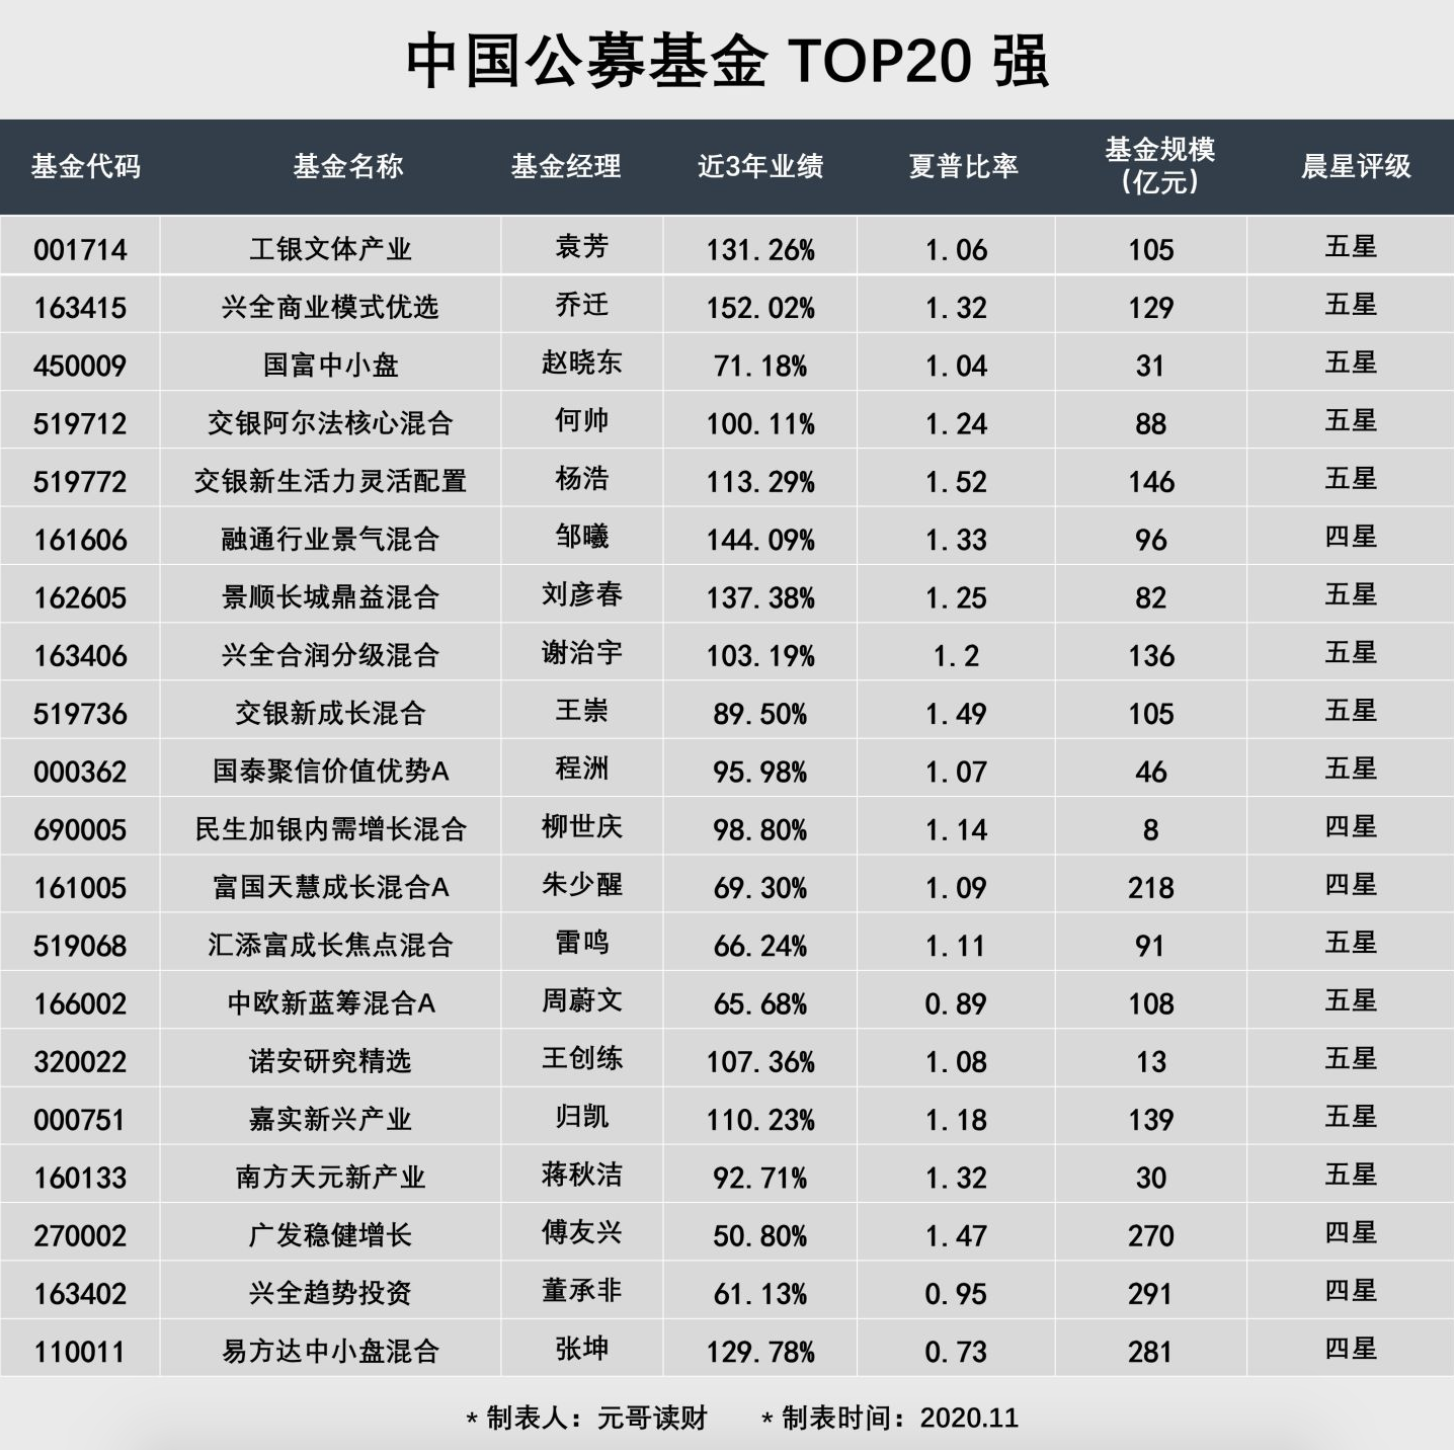 中国公募基金 TOP20 强
基金代码 基金名称 基金经理 近3年业绩 夏普比率 基金规模(亿元) 晨星评级
001714 工银文体产业 袁芳 131.26% 1.06 105 五星
163415 兴全商业模式优选 乔迁 152.02% 1.32 129 五星
450009 国富中小盘 赵晓东 71.18% 1.04 31 五星
519712 交银阿尔法核心混合 何帅 100.11% 1.24 88 五星
519772 交银新生活力灵活配置 杨浩 113.29% 1.52 146 五星
161606 融通行业景气混合 邹曦 144.09% 1.33 96 四星
162605 景顺长城鼎益混合 刘彦春 137.38% 1.25 82 五星
163406 兴全合润分级混合 谢治宇 103.19% 1.2 136 五星
519736 交银新成长混合 王崇 89.50% 1.49 105 五星
000362 国泰聚信价值优势A 程洲 95.98% 1.07 46 五星
690005 民生加银内需增长混合 柳世庆 98.80% 1.14 8 四星
161005 富国天慧成长混合A 朱少醒 69.30% 1.09 218 四星
519068 汇添富成长焦点混合 雷鸣 66.24% 1.11 91 五星
166002 中欧新蓝筹混合A 周蔚文 65.68% 0.89 108 五星
320022 诺安研究精选 王创练 107.36% 1.08 13 五星
000751 嘉实新兴产业 归凯 110.23% 1.18 139 五星
160133 南方天元新产业 蒋秋洁 92.71% 1.32 30 五星
270002 广发稳健增长 傅友兴 50.80% 1.47 270 四星
163402 兴全趋势投资 董承非 61.13% 0.95 291 四星
110011 易方达中小盘混合 张坤 129.78% 0.73 281 四星
* 制表人：元哥读财 * 制表时间：2020.11